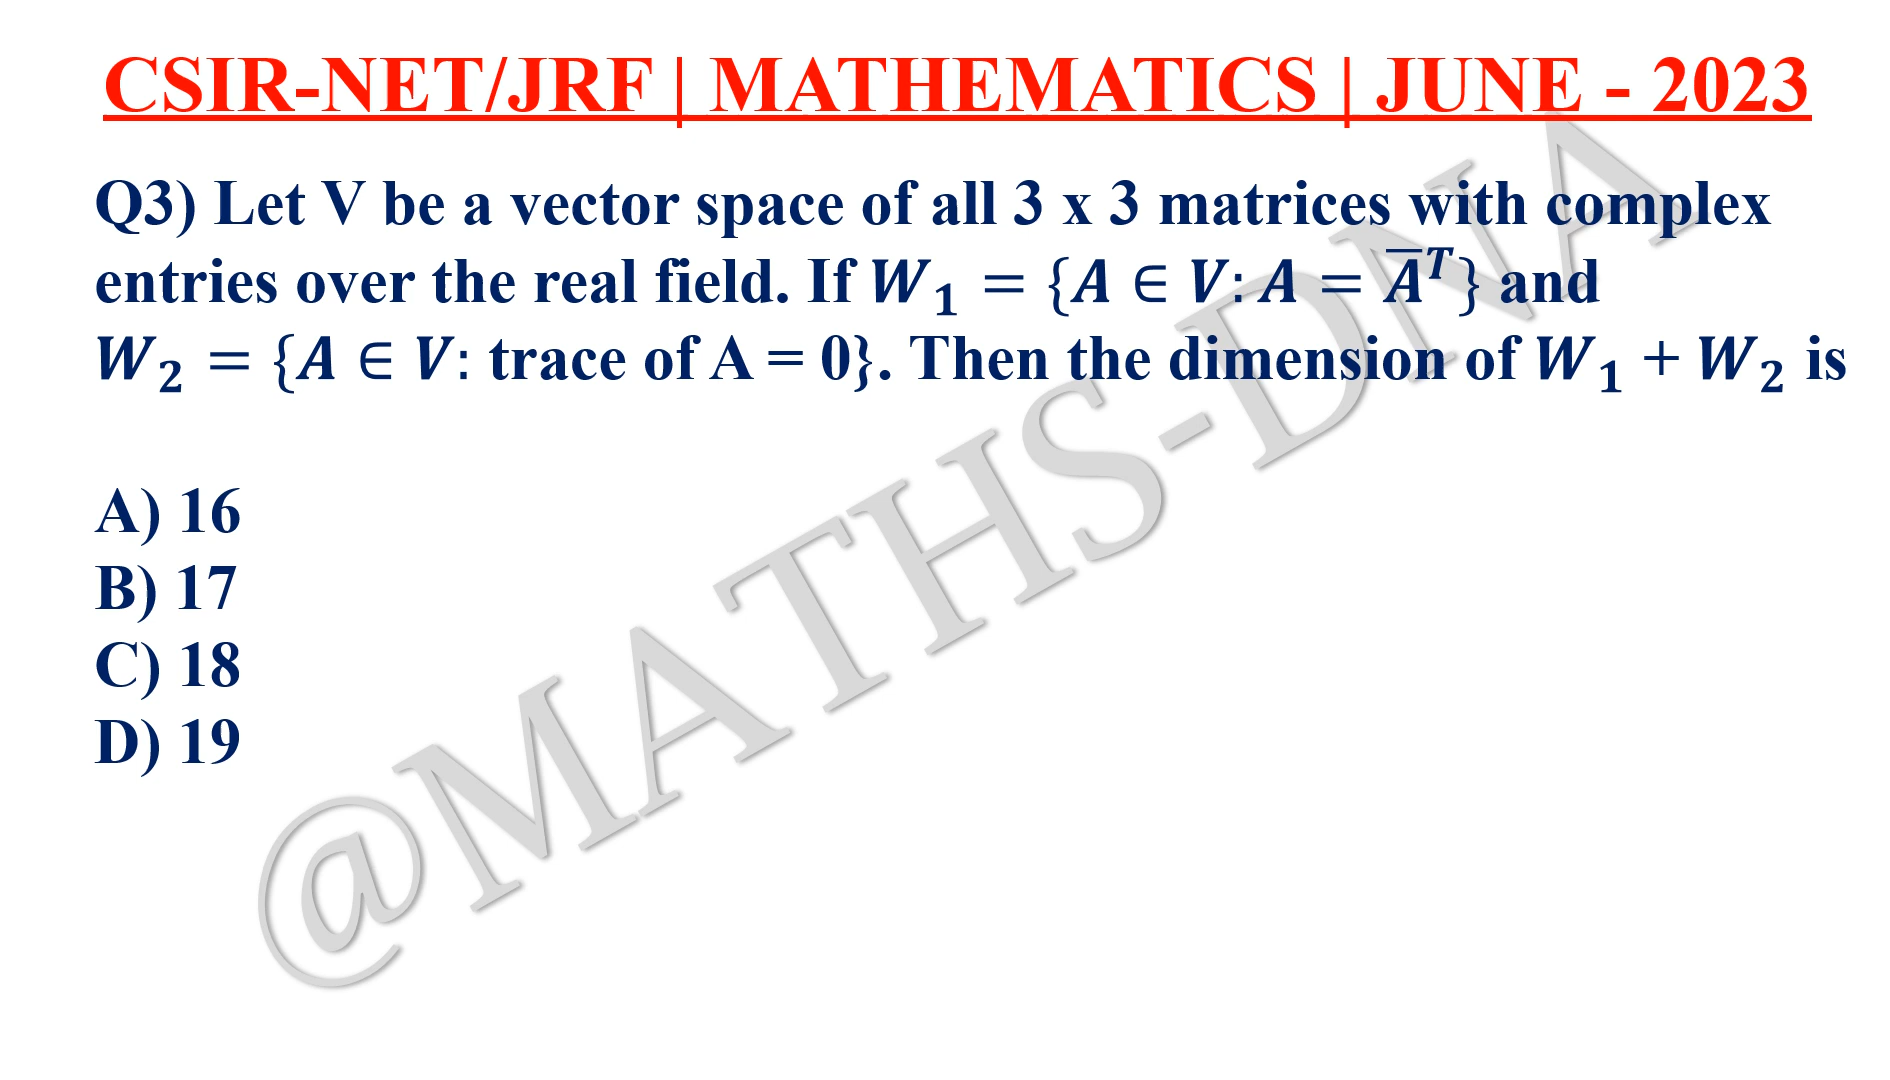 CSIR-NET/JRF | MATHEMATICS | JUNE - 2023
Q3) Let V be a vector space of all 3 x 3 matrices with complex
entries over the real field. If W₁ = {A ∈ V: A = A̅ᵀ} and
W₂ = {A ∈ V: trace of A = 0}. Then the dimension of W₁ + W₂ is
A) 16
B) 17
C) 18
D) 19
@MATHS-DNA